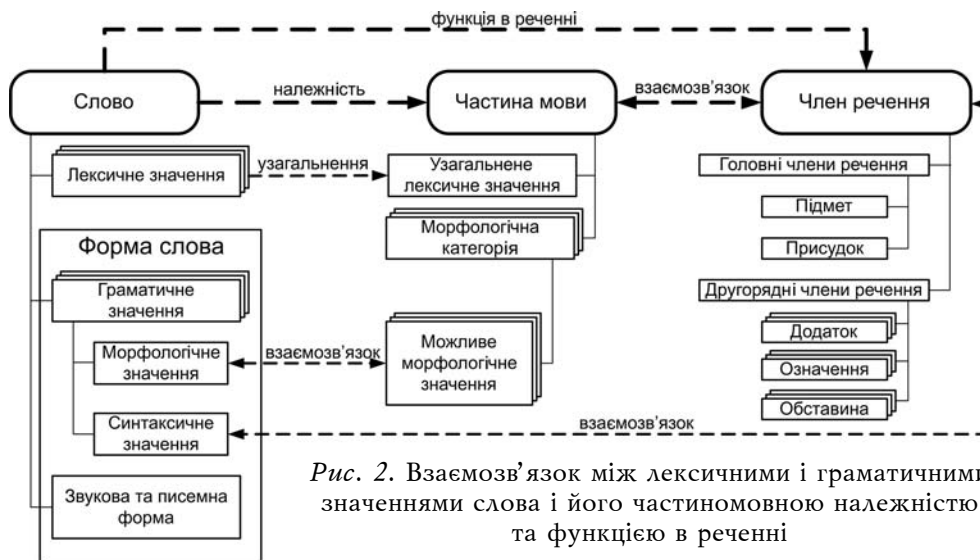 функція в реченні
Слово
належність
Частина мови
взаємозв'язок
Член речення
Лексичне значення
узагальнення
Узагальнене
лексичне значення
Морфологічна
категорія
Головні члени речення
Підмет
Присудок
Форма слова
Граматичне
значення
Морфологічне
значення
взаємозв'язок
Можливе
морфологічне
значення
Другорядні члени речення
Додаток
Означення
Обставина
Синтаксичне
значення
взаємозв'язок
Звукова та писемна
форма
Рис. 2. Взаємозв'язок між лексичними і граматичними
значеннями слова і його частиномовною належністю
та функцією в реченні